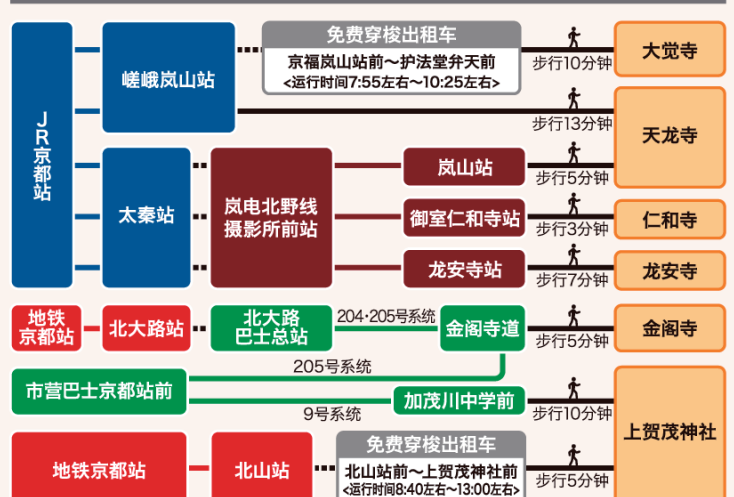 JR京都站
嵯峨岚山站
免费穿梭出租车
京福岚山站前～护法堂弁天前
<运行时间7:55左右～10:25左右>
步行10分钟
大觉寺
步行13分钟
天龙寺
太秦站
岚电北野线
摄影所前站
岚山站
步行5分钟
御室仁和寺站
步行3分钟
仁和寺
龙安寺站
步行7分钟
龙安寺
地铁
京都站
北大路站
北大路
巴士总站
204·205号系统
金阁寺道
步行5分钟
金阁寺
205号系统
市营巴士京都站前
9号系统
加茂川中学前
步行10分钟
上贺茂神社
地铁京都站
北山站
免费穿梭出租车
北山站前～上贺茂神社前
<运行时间8:40左右～13:00左右>
步行5分钟